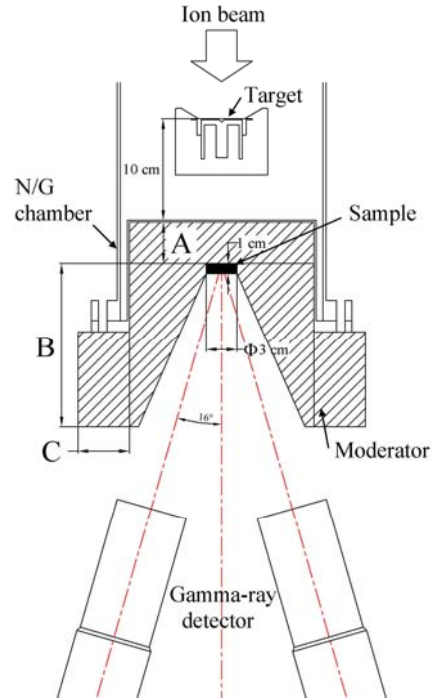 Ion beam
Target
10 cm
N/G
chamber
Sample
A
1 cm
B
Φ3 cm
C
16°
Moderator
Gamma-ray
detector